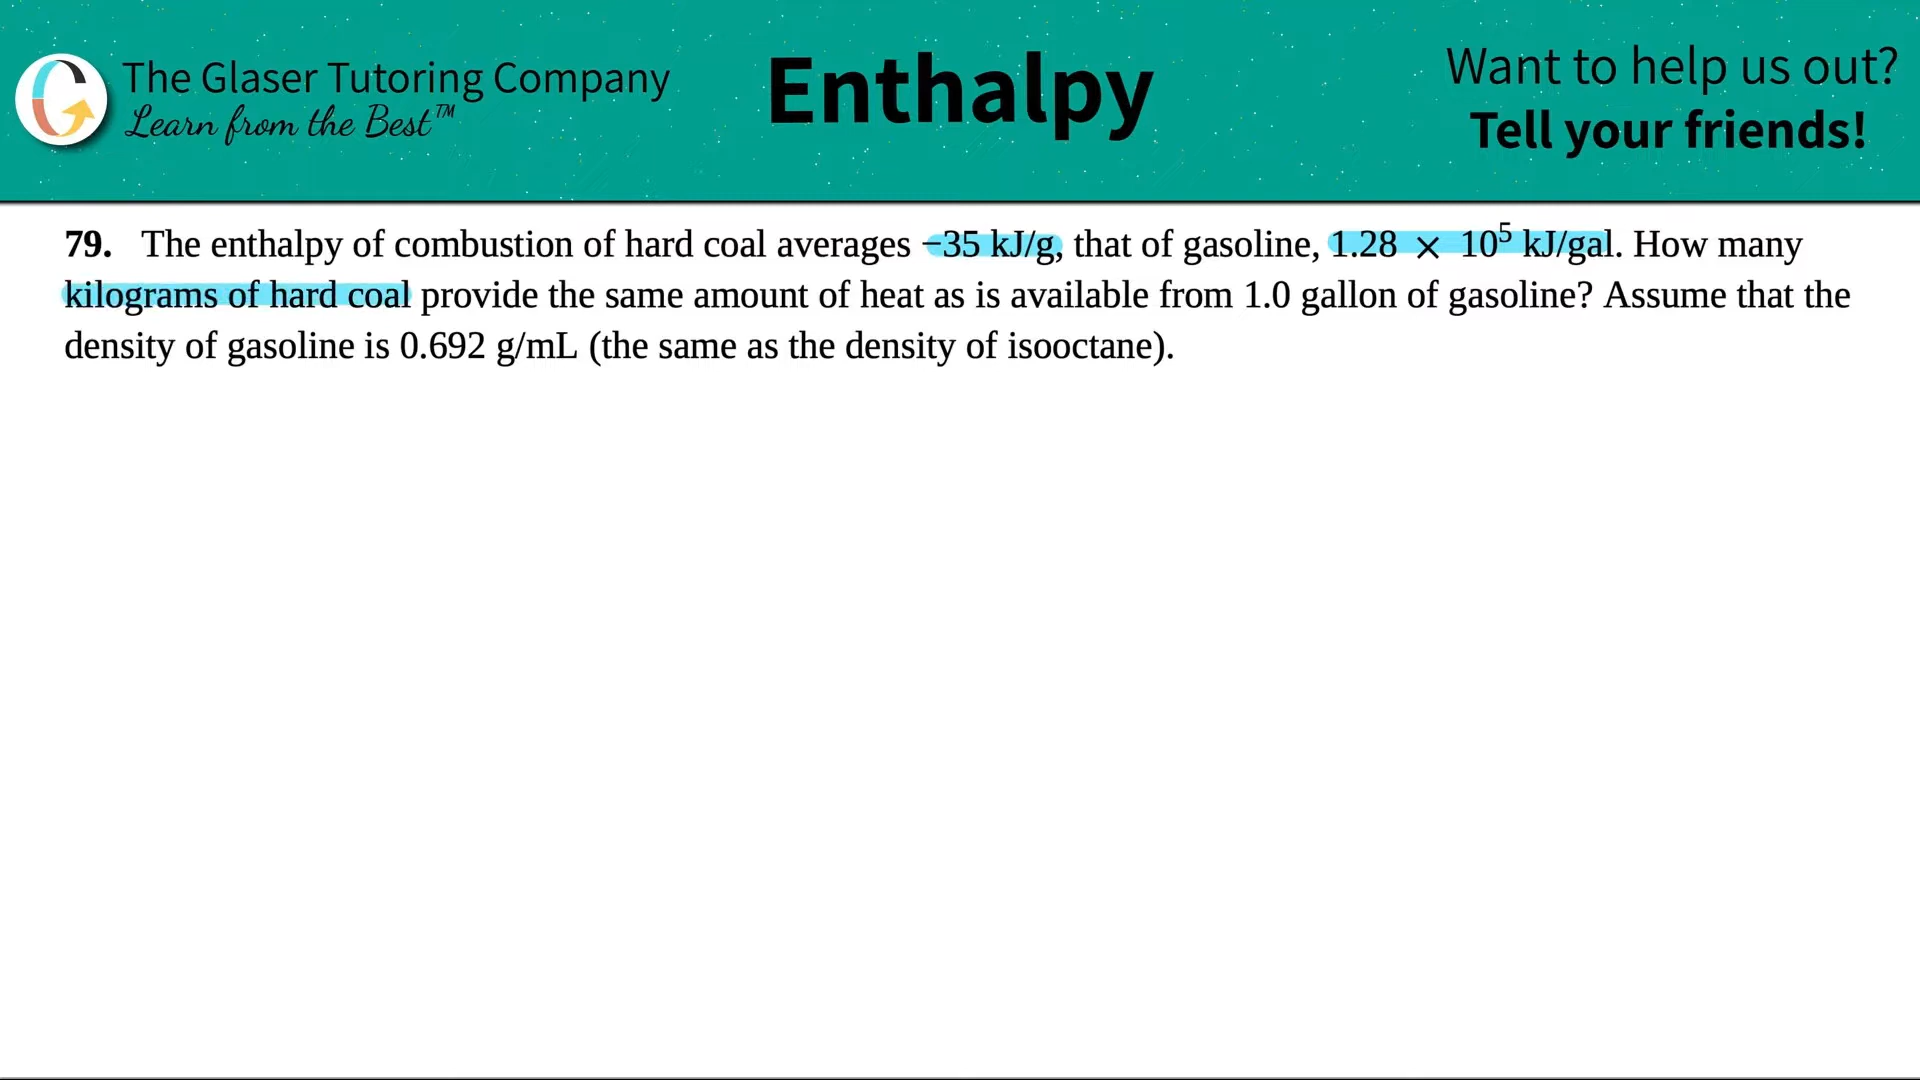 The Glaser Tutoring Company
Learn from the Best™
Enthalpy
Want to help us out?
Tell your friends!
79. The enthalpy of combustion of hard coal averages −35 kJ/g, that of gasoline, 1.28 × 10⁵ kJ/gal. How many
kilograms of hard coal provide the same amount of heat as is available from 1.0 gallon of gasoline? Assume that the
density of gasoline is 0.692 g/mL (the same as the density of isooctane).